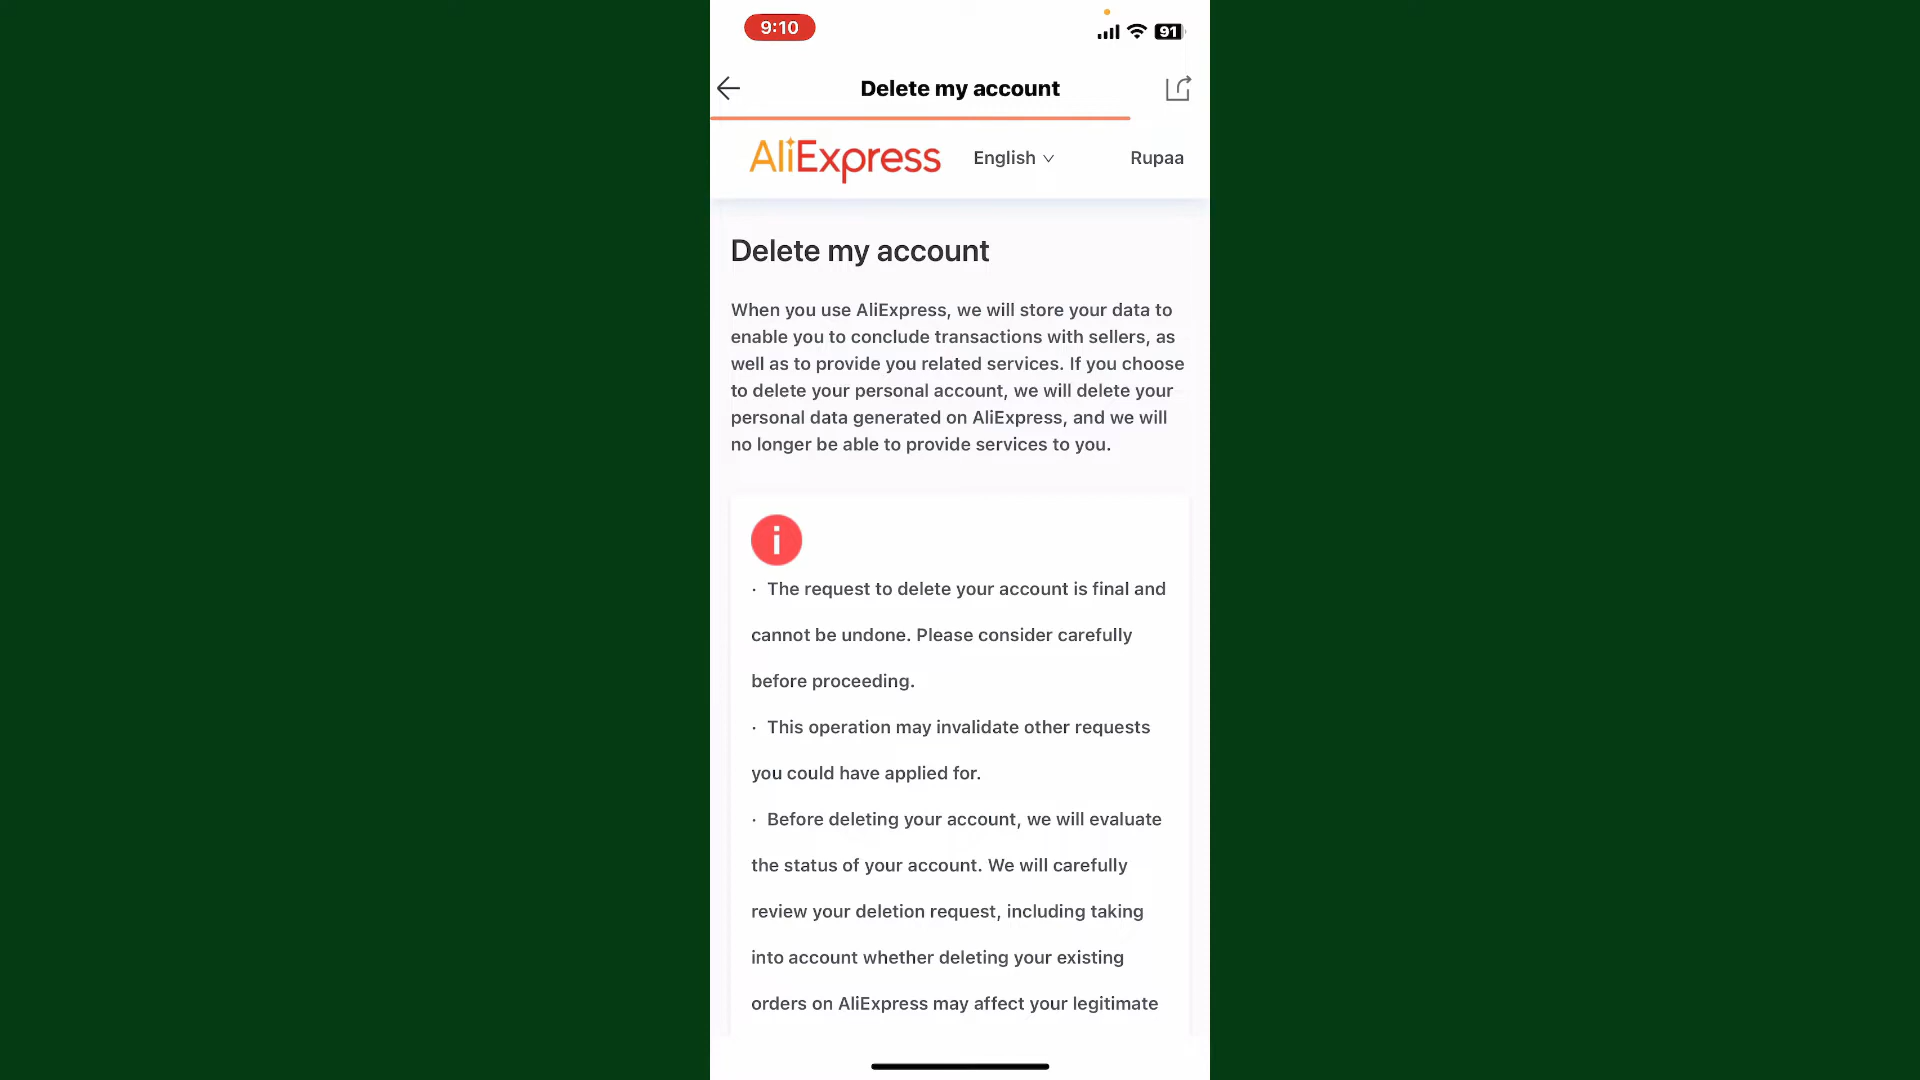 9:10
91
Delete my account
AliExpress English Rupaa
Delete my account
When you use AliExpress, we will store your data to
enable you to conclude transactions with sellers, as
well as to provide you related services. If you choose
to delete your personal account, we will delete your
personal data generated on AliExpress, and we will
no longer be able to provide services to you.
i
· The request to delete your account is final and
cannot be undone. Please consider carefully
before proceeding.
· This operation may invalidate other requests
you could have applied for.
· Before deleting your account, we will evaluate
the status of your account. We will carefully
review your deletion request, including taking
into account whether deleting your existing
orders on AliExpress may affect your legitimate